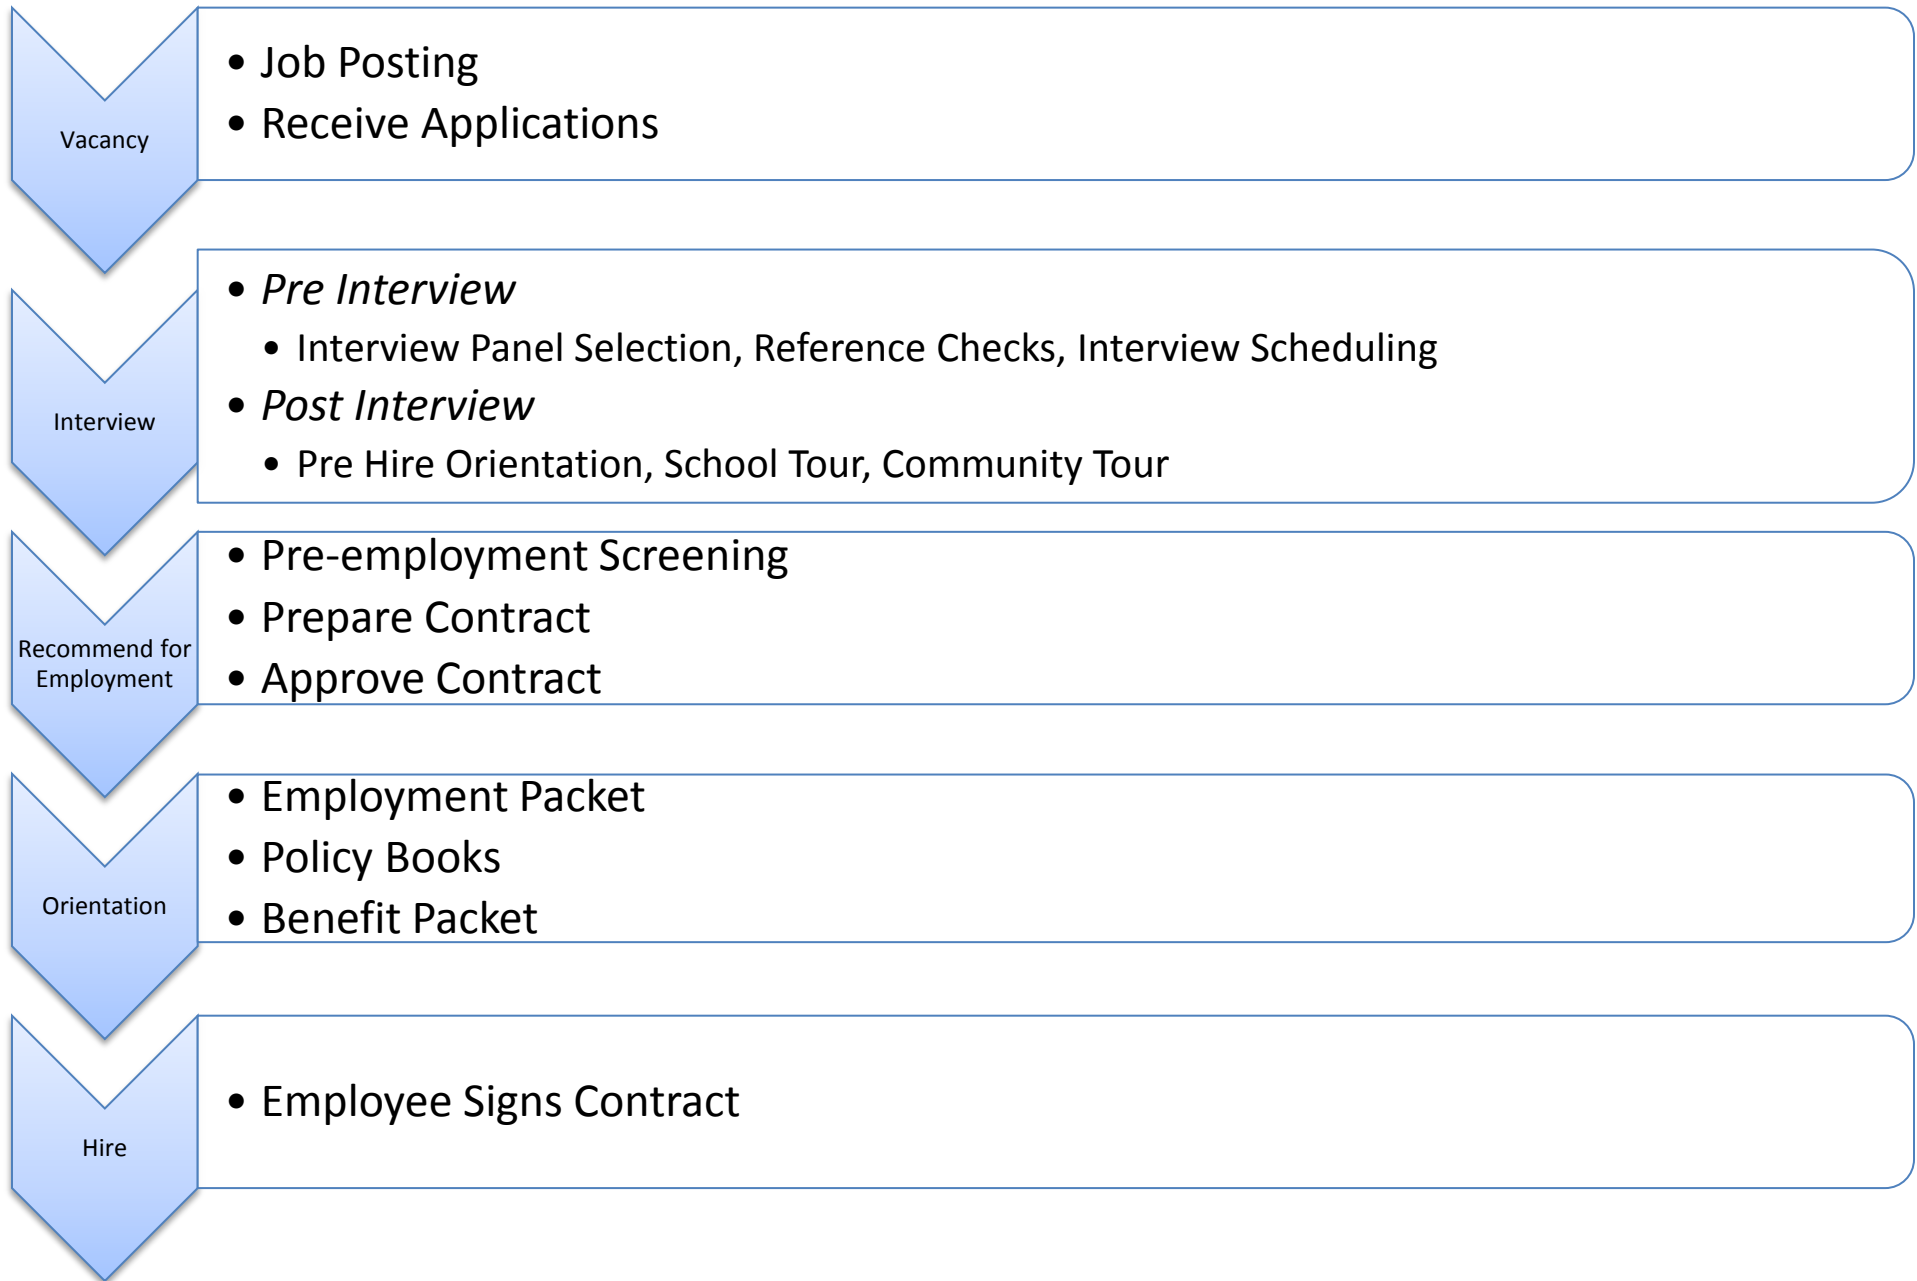 Vacancy
• Job Posting
• Receive Applications
Interview
• Pre Interview
• Interview Panel Selection, Reference Checks, Interview Scheduling
• Post Interview
• Pre Hire Orientation, School Tour, Community Tour
Recommend for
Employment
• Pre-employment Screening
• Prepare Contract
• Approve Contract
Orientation
• Employment Packet
• Policy Books
• Benefit Packet
Hire
• Employee Signs Contract